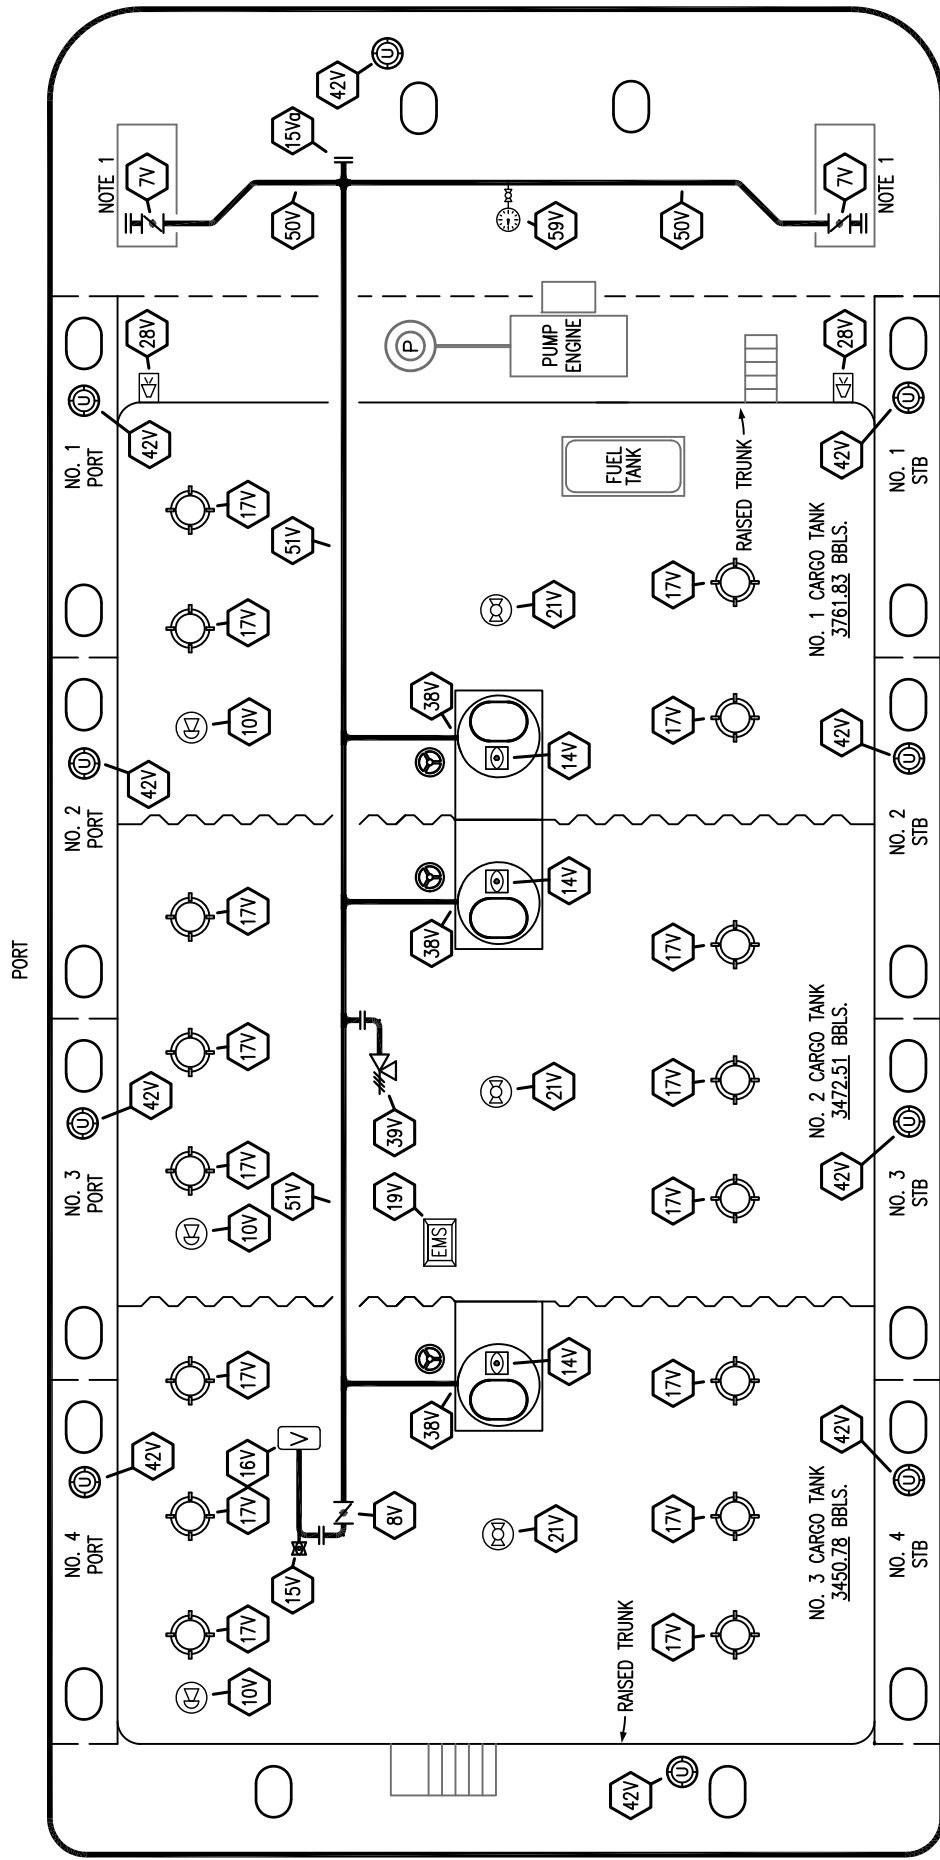 PORT
NO. 4
PORT
U
NO. 3
PORT
U
NO. 2
PORT
U
NO. 1
PORT
U
NOTE 1
42V
42V
42V
42V
28V
7V
10V
17V
17V
16V
17V
10V
17V
17V
17V
10V
17V
17V
15V
V
51V
51V
50V
15Va
42V
U
8V
19V
39V
P
38V
EMS
38V
38V
21V
14V
21V
14V
14V
21V
PUMP
ENGINE
59V
FUEL
TANK
42V
U
RAISED TRUNK
17V
17V
17V
17V
17V
17V
17V
17V
50V
RAISED TRUNK
NO. 3 CARGO TANK
3450.78 BBLS.
NO. 2 CARGO TANK
3472.51 BBLS.
NO. 1 CARGO TANK
3761.83 BBLS.
42V
42V
42V
42V
28V
7V
NOTE 1
NO. 4
STB
U
NO. 3
STB
U
NO. 2
STB
U
NO. 1
STB
U